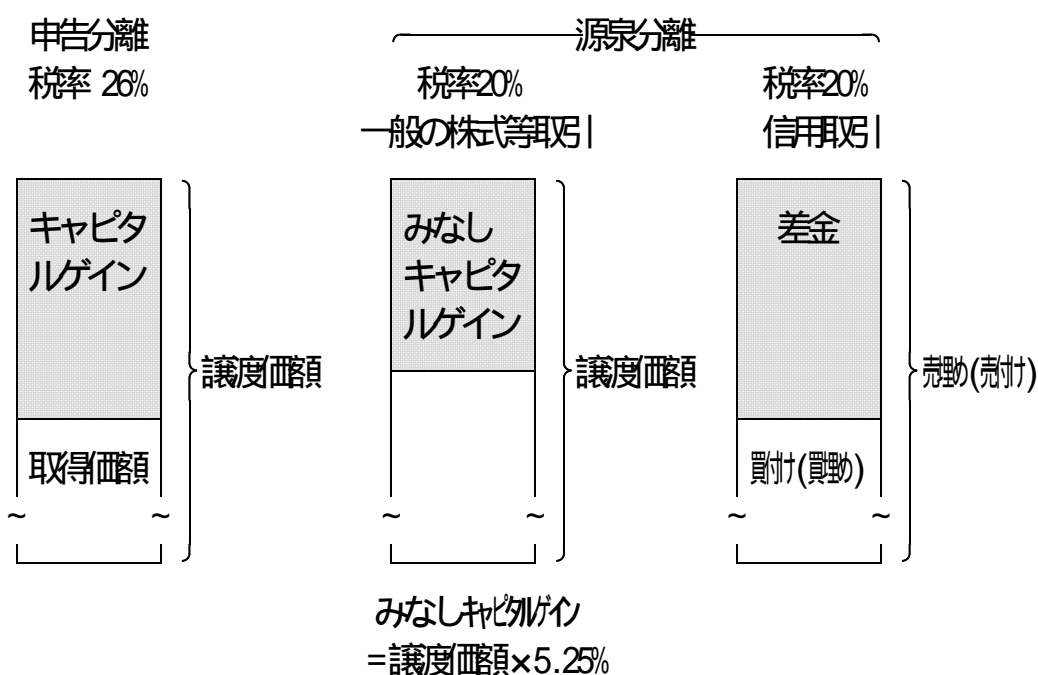 申告分離
税率 26%
源泉分離
税率20%
一般の株式等取引
税率20%
信用取引
キャピタ
ルゲイン
譲渡価額
取得価額
~ ~
みなし
キャピタ
ルゲイン
譲渡価額
~ ~
みなしキャピタルゲイン
=譲渡価額×5.25%
差金
売埋め(売付け)
買付け(買埋め)
~ ~